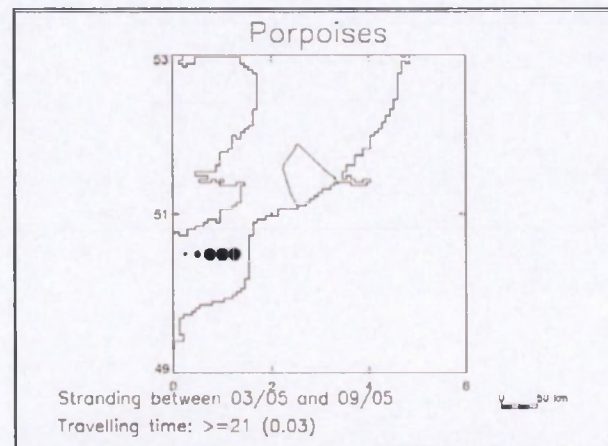 Porpoises
53
51
49
0 2 4 6
Stranding between 03/05 and 09/05
0 50 km
Travelling time: >=21 (0.03)